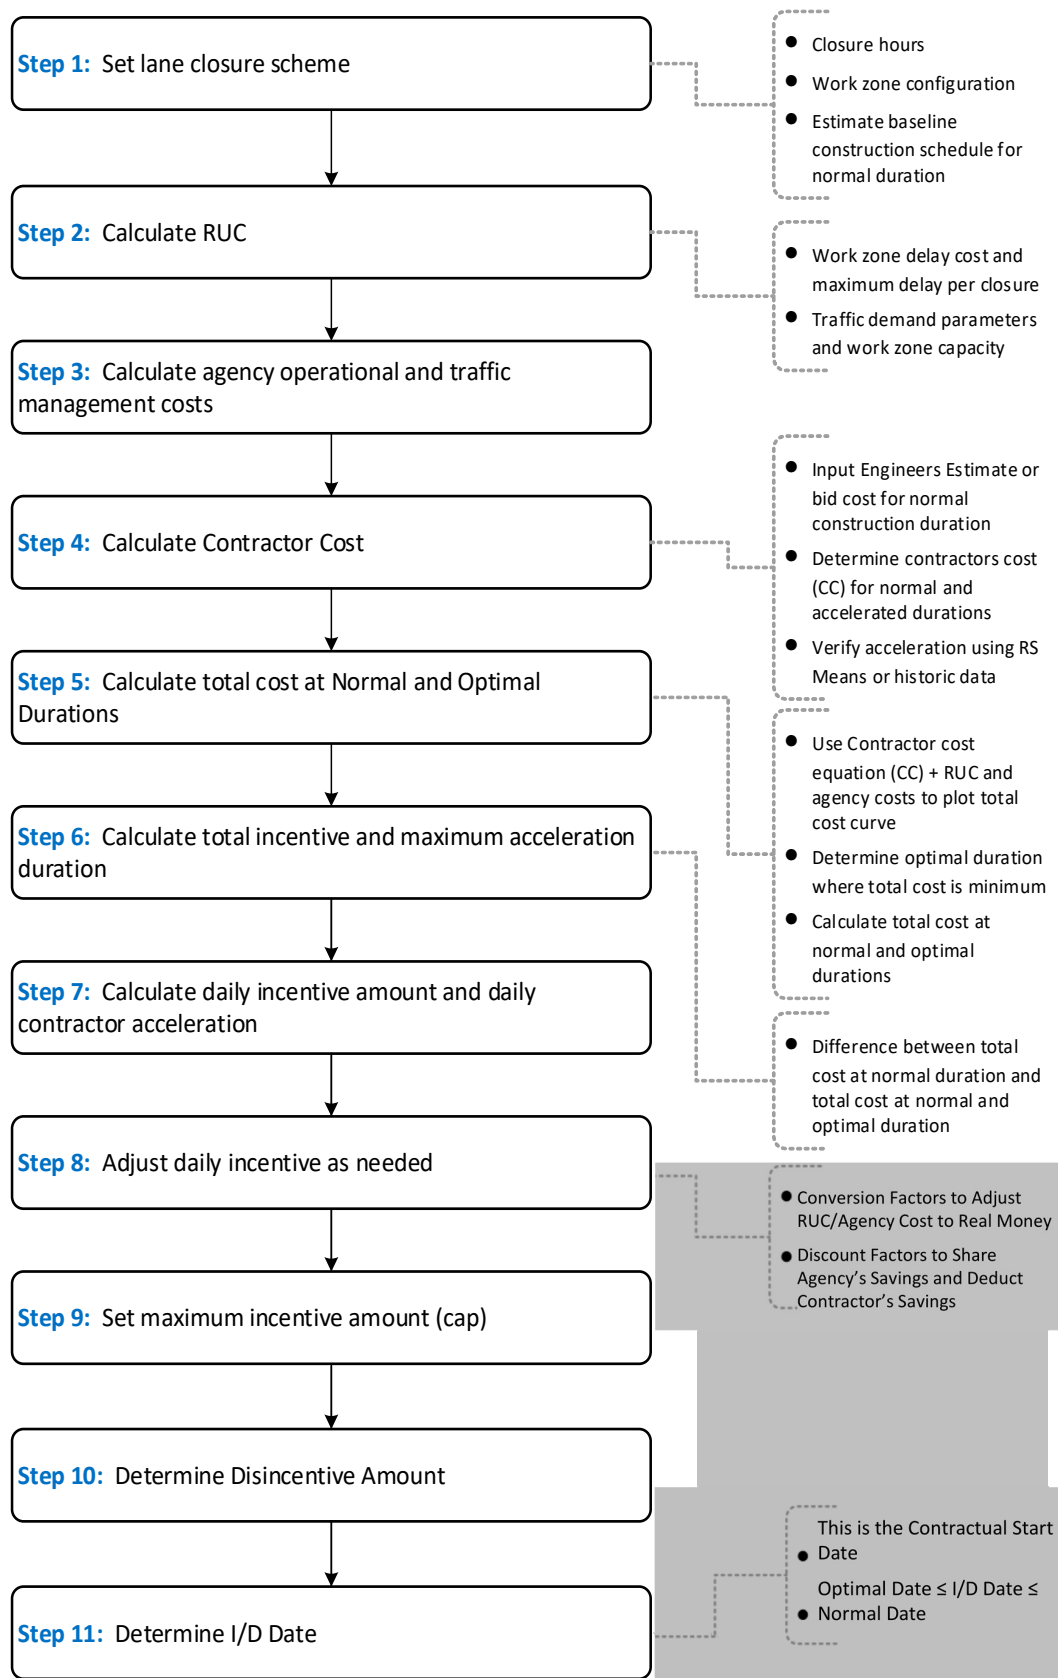 Step 1: Set lane closure scheme
● Closure hours
● Work zone configuration
● Estimate baseline
construction schedule for
normal duration
Step 2: Calculate RUC
● Work zone delay cost and
maximum delay per closure
● Traffic demand parameters
and work zone capacity
Step 3: Calculate agency operational and traffic
management costs
Step 4: Calculate Contractor Cost
● Input Engineers Estimate or
bid cost for normal
construction duration
● Determine contractors cost
(CC) for normal and
accelerated durations
● Verify acceleration using RS
Means or historic data
Step 5: Calculate total cost at Normal and Optimal
Durations
● Use Contractor cost
equation (CC) + RUC and
agency costs to plot total
cost curve
● Determine optimal duration
where total cost is minimum
● Calculate total cost at
normal and optimal
durations
Step 6: Calculate total incentive and maximum acceleration
duration
● Difference between total
cost at normal duration and
total cost at normal and
optimal duration
Step 7: Calculate daily incentive amount and daily
contractor acceleration
Step 8: Adjust daily incentive as needed
● Conversion Factors to Adjust
RUC/Agency Cost to Real Money
● Discount Factors to Share
Agency's Savings and Deduct
Contractor's Savings
Step 9: Set maximum incentive amount (cap)
Step 10: Determine Disincentive Amount
Step 11: Determine I/D Date
This is the Contractual Start
● Date
Optimal Date ≤ I/D Date ≤
● Normal Date